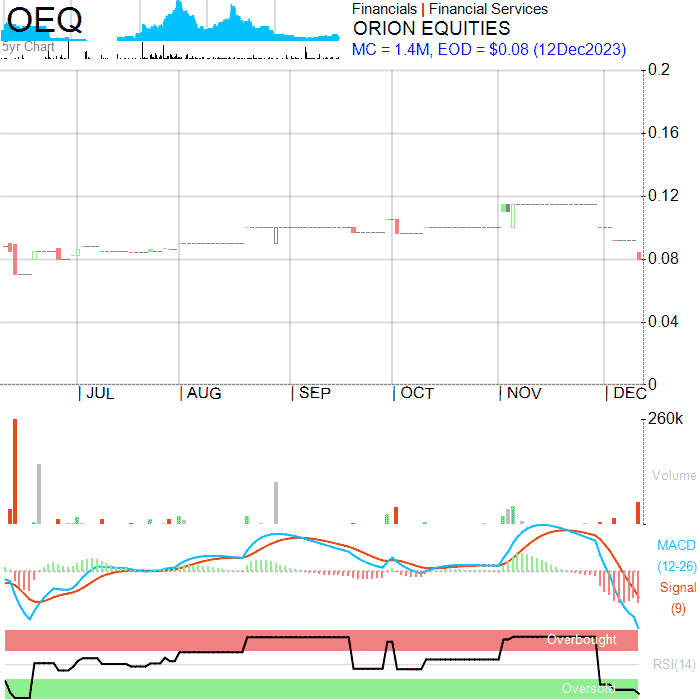 OEQ
5yr Chart
Financials | Financial Services
ORION EQUITIES
MC = 1.4M, EOD = $0.08 (12Dec2023)
0.2
0.16
0.12
0.08
0.04
0
| JUL | AUG | SEP | OCT | NOV | DEC
260k
Volume
MACD
(12-26)
Signal
(9)
Overbought
RSI(14)
Oversold